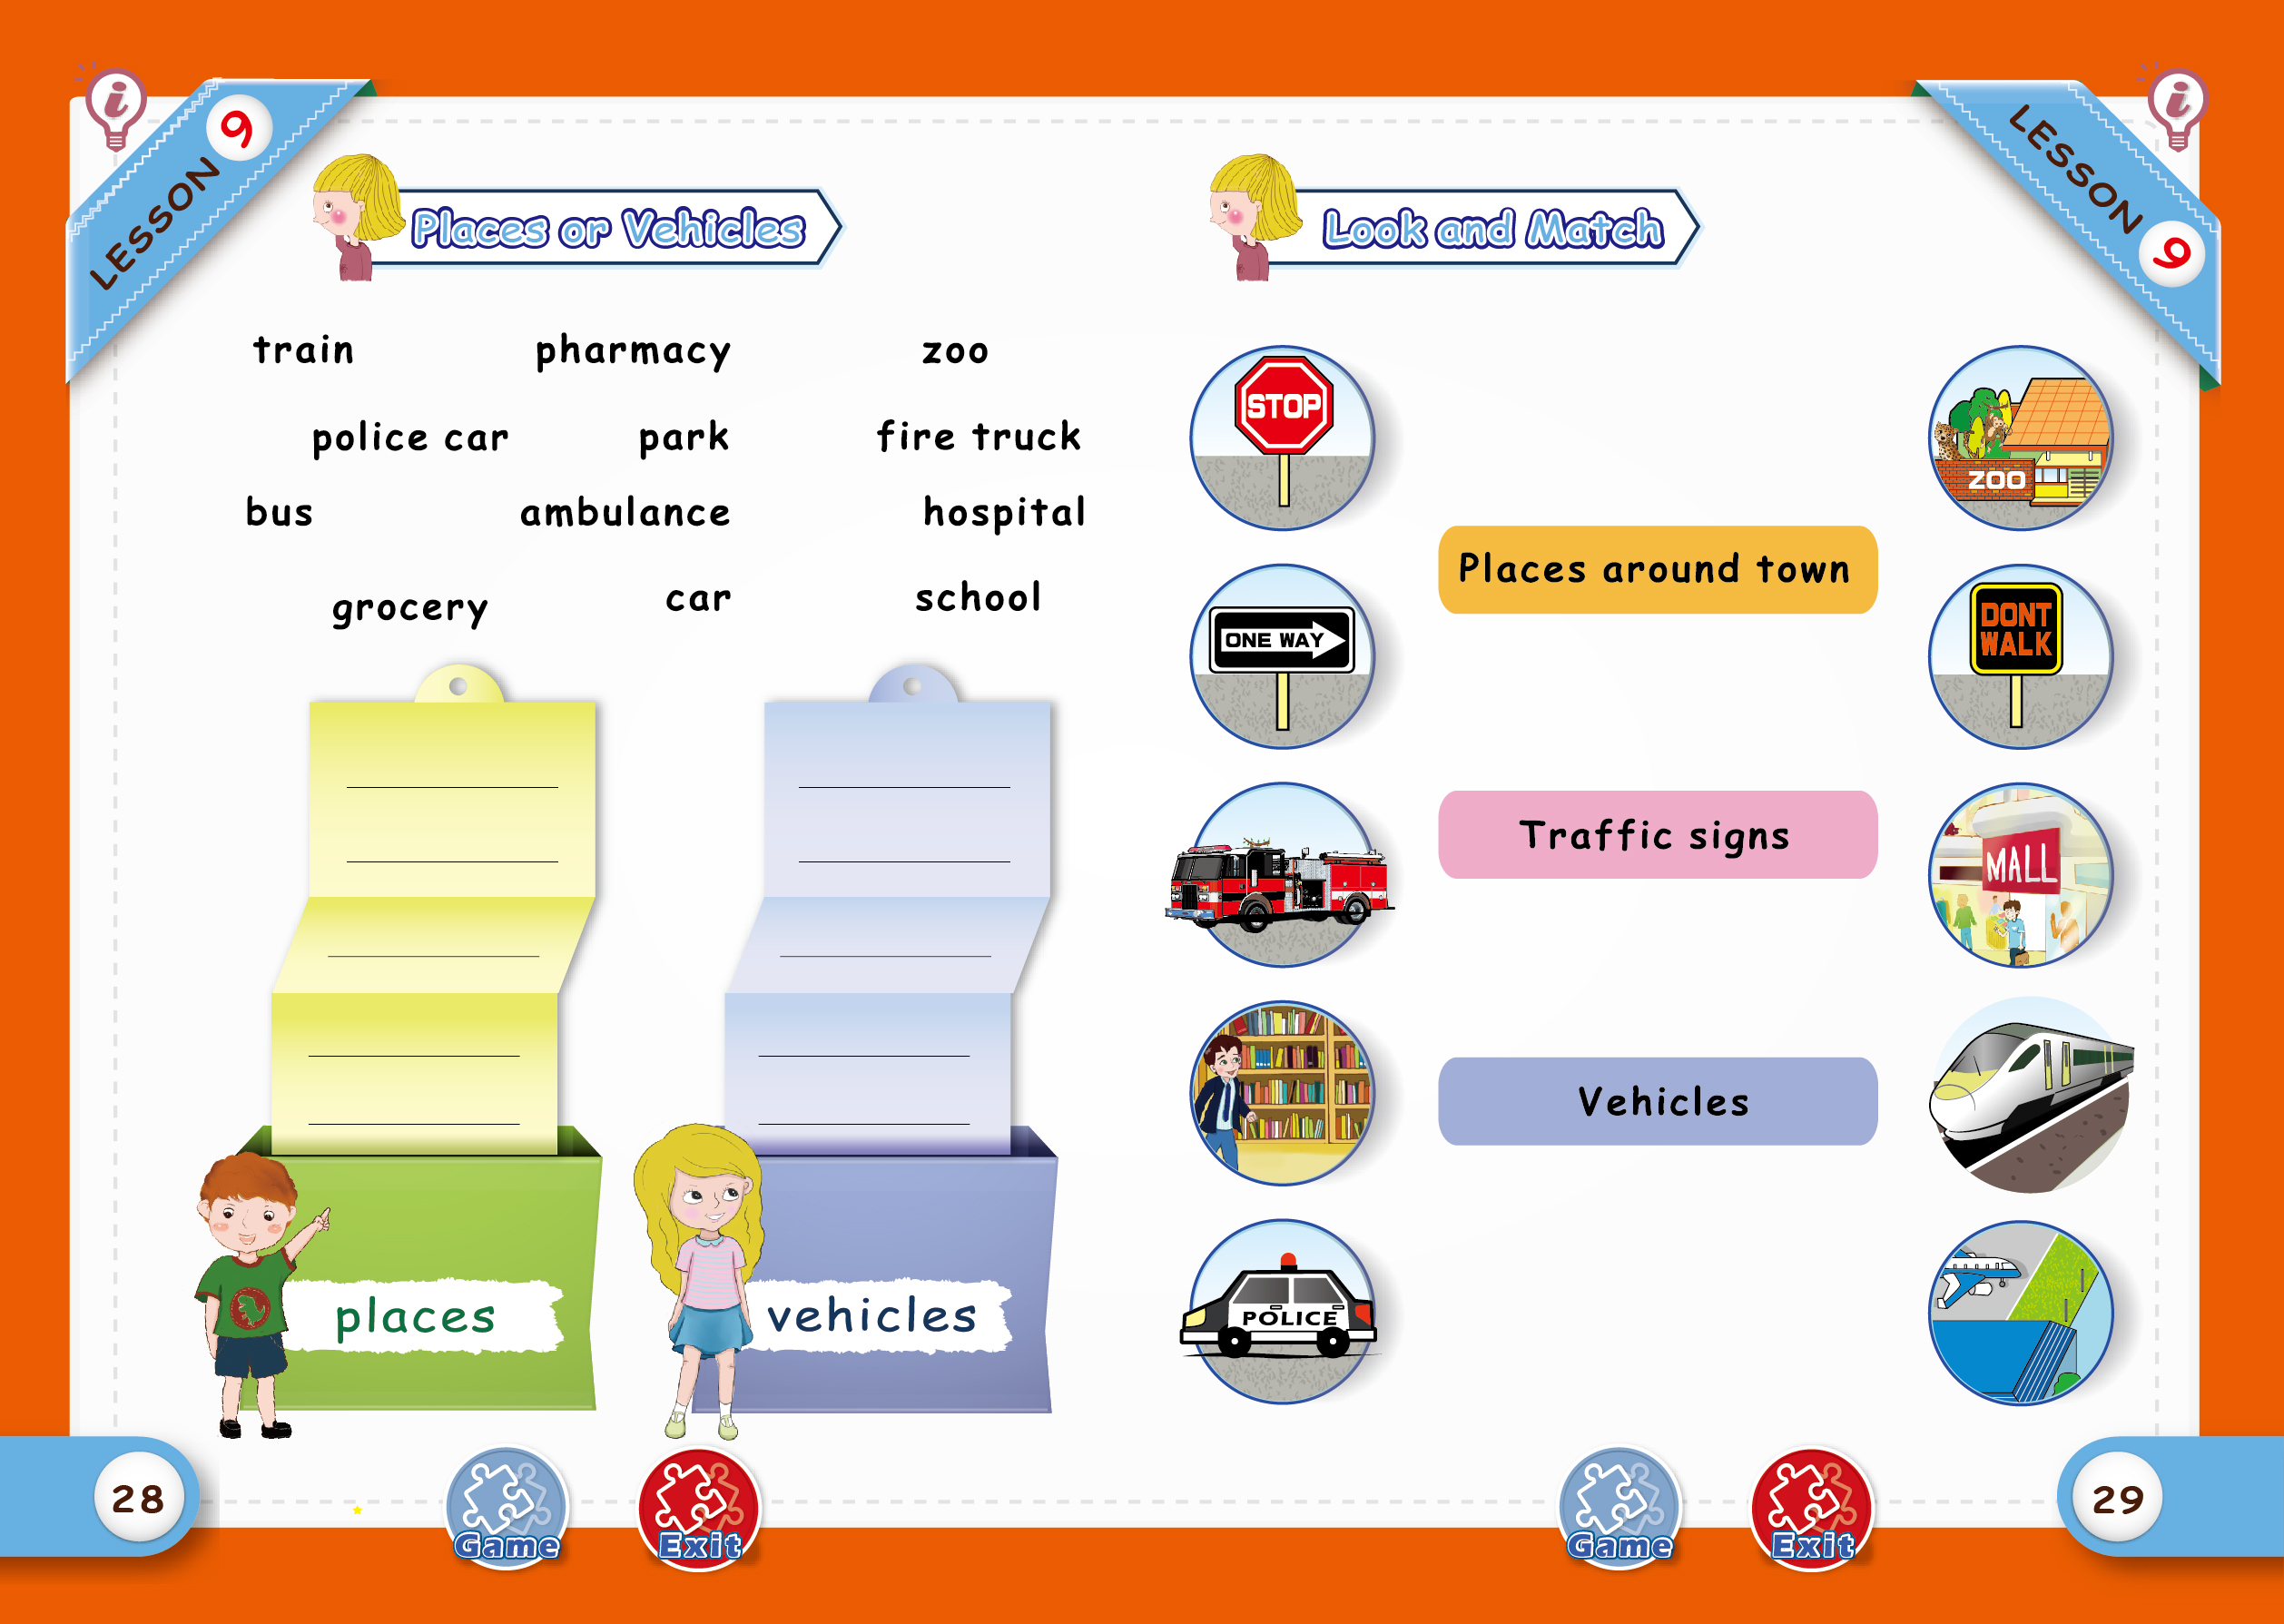 LESSON 9
Places or Vehicles
train pharmacy zoo
police car park fire truck
bus ambulance hospital
grocery car school
places
vehicles
28
Game
Exit
LESSON 9
Look and Match
STOP
ZOO
Places around town
ONE WAY
DONT
WALK
Traffic signs
MALL
Vehicles
POLICE
Game
Exit
29